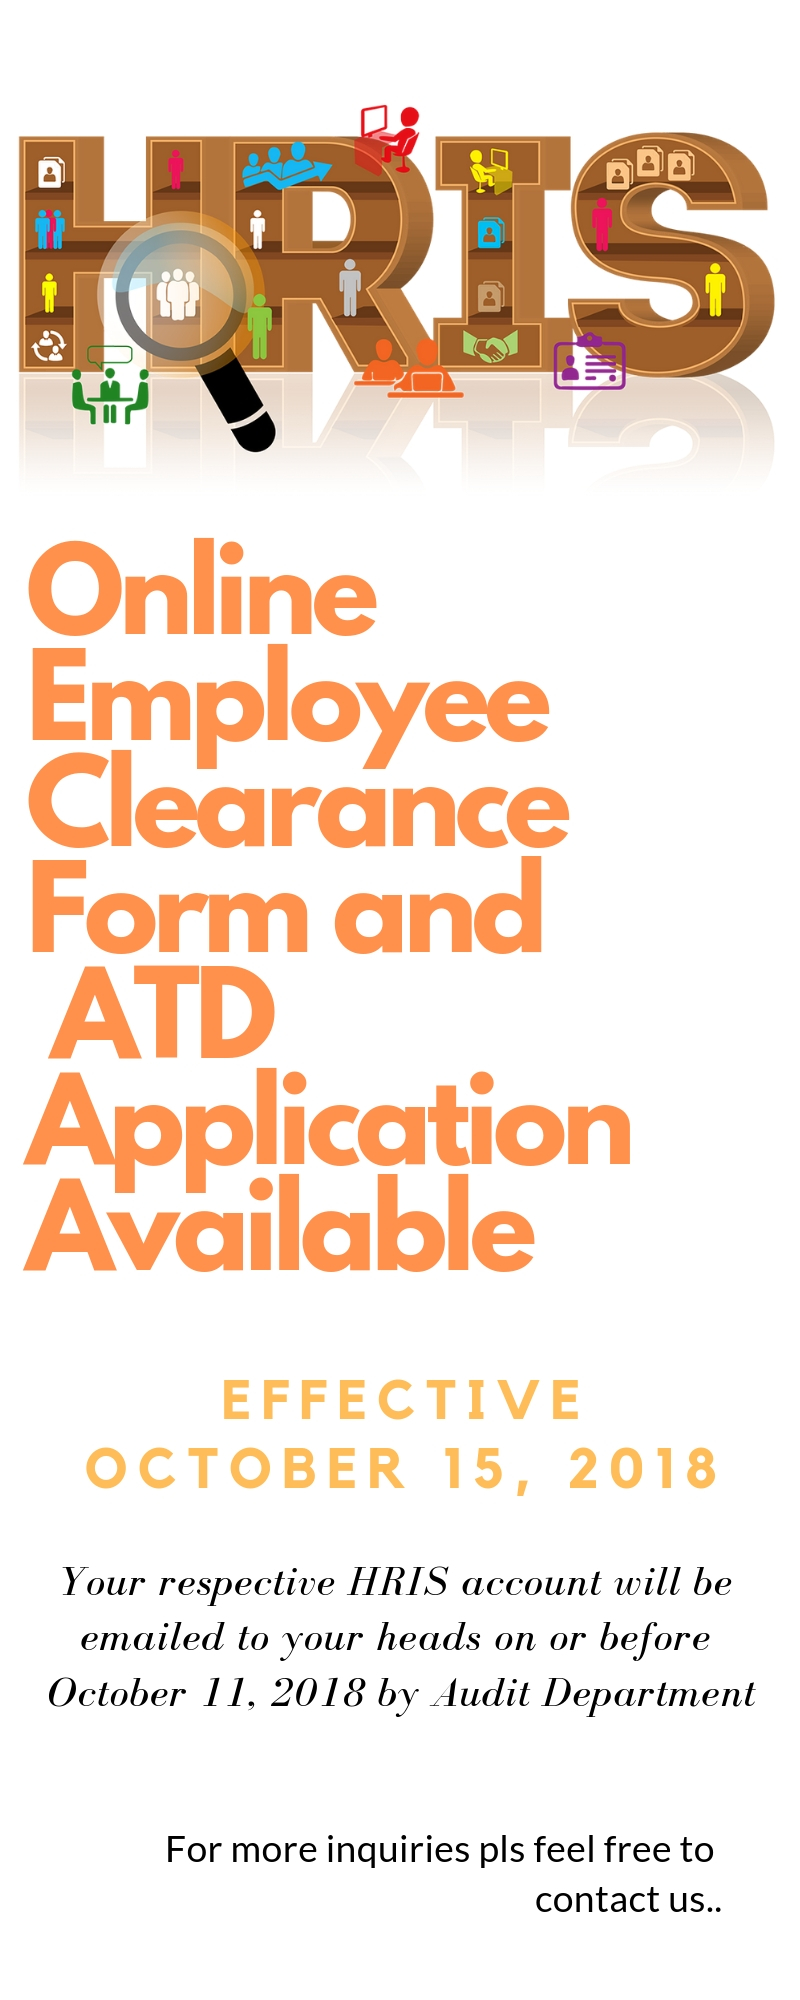 HRIS
Online
Employee
Clearance
Form and
ATD
Application
Available
EFFECTIVE
OCTOBER 15, 2018
Your respective HRIS account will be
emailed to your heads on or before
October 11, 2018 by Audit Department
For more inquiries pls feel free to
contact us..